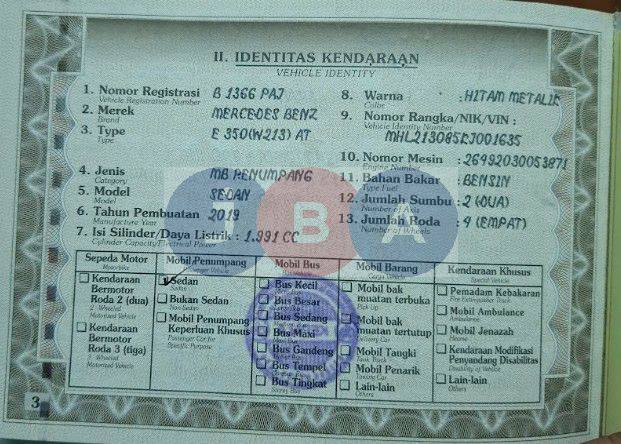 II. IDENTITAS KENDARAAN
VEHICLE IDENTITY
1. Nomor Registrasi B 1366 PAJ
Vehicle Registration Number
2. Merek MERCEDES BENZ
Brand
3. Type E 350(W213) AT
Type
4. Jenis MB PENUMPANG
Category
5. Model SEDAN
Model
6. Tahun Pembuatan 2019
Manufacture Year
7. Isi Silinder/Daya Listrik : 1.991 CC
Cylinder Capacity/Electrical Power
8. Warna : HITAM METALIK
Color
9. Nomor Rangka/NIK/VIN :
Vehicle Identity Number
10. Nomor Mesin :
Engine Number
11. Bahan Bakar : BENSIN
Type Fuel
12. Jumlah Sumbu : 2 (DUA)
Number of Axis
13. Jumlah Roda : 4 (EMPAT)
Number of Wheels
BA
Sepeda Motor
Motorbike
Kendaraan
Bermotor
Roda 2 (dua)
2 Wheeled
Motorized Vehicle
Kendaraan
Bermotor
Roda 3 (tiga)
Wheeled
Motorized Vehicle
Mobil Penumpang
Passenger Vehicle
Sedan
Sedan
Bukan Sedan
Non Sedan
Mobil Penumpang
Keperluan Khusus
Passenger Car for
Specific Purpose
Mobil Bus
Bus Kecil
Bus Besar
Bus Sedang
Bus Maxi
Bus Gandeng
Bus Tempel
Bus Tingkat
Mobil Barang
Cargo Vehicle
Mobil bak
muatan terbuka
Pick Up
Mobil bak
muatan tertutup
Mobil Tangki
Mobil Penarik
Towing Car
Lain-lain
Others
Kendaraan Khusus
Special Vehicle
Pemadam Kebakaran
Fire Extinguisher Truck
Mobil Ambulance
Ambulance
Mobil Jenazah
Hearse
Kendaraan Modifikasi
Penyandang Disabilitas
Disability of Vehicle
Lain-lain
Others
3